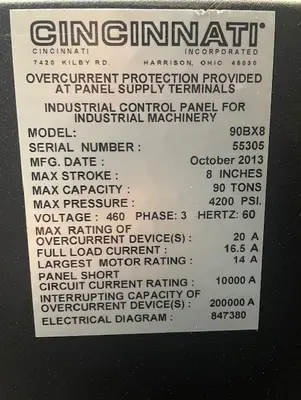 CINCINNATI®
CINCINNATI INCORPORATED
7420 KILBY RD. HARRISON, OHIO 45030
OVERCURRENT PROTECTION PROVIDED
AT PANEL SUPPLY TERMINALS
INDUSTRIAL CONTROL PANEL FOR
INDUSTRIAL MACHINERY
MODEL: 90BX8
SERIAL NUMBER : 55305
MFG. DATE : October 2013
MAX STROKE : 8 INCHES
MAX CAPACITY : 90 TONS
MAX PRESSURE : 4200 PSI.
VOLTAGE : 460 PHASE: 3 HERTZ: 60
MAX RATING OF
OVERCURRENT DEVICE(S) : 20 A
FULL LOAD CURRENT : 16.5 A
LARGEST MOTOR RATING : 14 A
PANEL SHORT
CIRCUIT CURRENT RATING : 10000 A
INTERRUPTING CAPACITY OF
OVERCURRENT DEVICE(S) : 200000 A
ELECTRICAL DIAGRAM : 847380